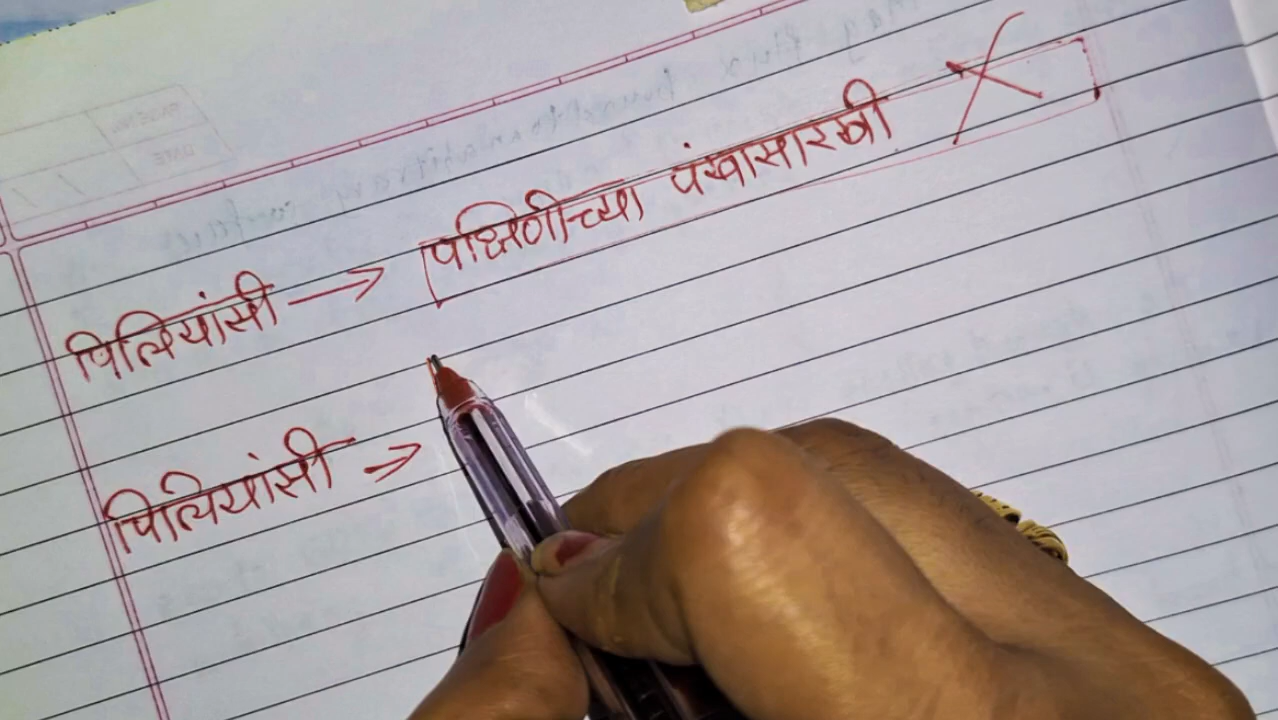 पिलियांसी → पक्षिणीच्या पंखासारखी ✗
पिलियांसी →